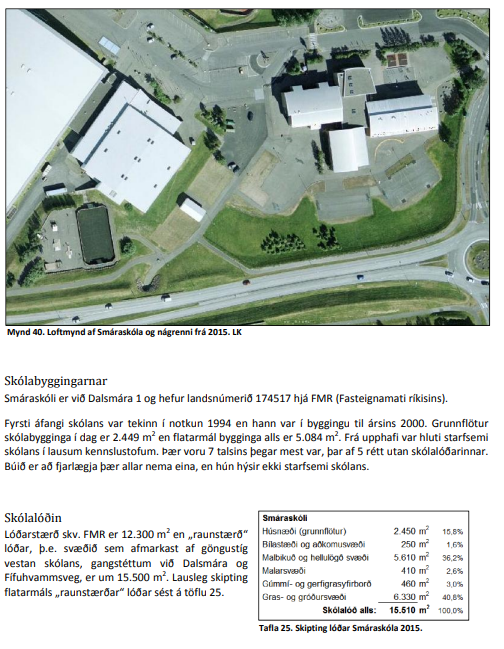 Mynd 40. Loftmynd af Smáraskóla og nágrenni frá 2015. LK
Skólabyggingarnar
Smáraskóli er við Dalsmára 1 og hefur landsnúmerið 174517 hjá FMR (Fasteignamati ríkisins).
Fyrsti áfangi skólans var tekinn í notkun 1994 en hann var í byggingu til ársins 2000. Grunnflötur
skólabygginga í dag er 2.449 m² en flatarmál bygginga alls er 5.084 m². Frá upphafi var hluti starfsemi
skólans í lausum kennslustofum. Þær voru 7 talsins þegar mest var, þar af 5 rétt utan skólalóðarinnar.
Búið er að fjarlægja þær allar nema eina, en hún hýsir ekki starfsemi skólans.
Skólalóðin
Lóðarstærð skv. FMR er 12.300 m² en „raunstærð“
lóðar, þ.e. svæðið sem afmarkast af göngustíg
vestan skólans, gangstéttum við Dalsmára og
Fífuhvammsveg, er um 15.500 m². Lausleg skipting
flatarmáls „raunstærðar“ lóðar sést á töflu 25.
Smáraskóli
Húsnæði (grunnflötur) 2.450 m² 15,8%
Bílastæði og aðkomusvæði 250 m² 1,6%
Malbikuð og hellulögð svæði 5.610 m² 36,2%
Malarsvæði 410 m² 2,6%
Gúmmí- og gerfigrasyfirborð 460 m² 3,0%
Gras- og gróðursvæði 6.330 m² 40,8%
Skólalóð alls: 15.510 m² 100,0%
Tafla 25. Skipting lóðar Smáraskóla 2015.